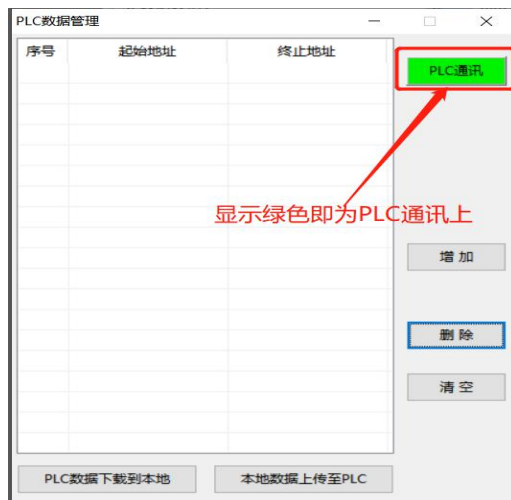 PLC数据管理
序号 起始地址 终止地址
PLC通讯
显示绿色即为PLC通讯上
增加
删除
清空
PLC数据下载到本地 本地数据上传至PLC